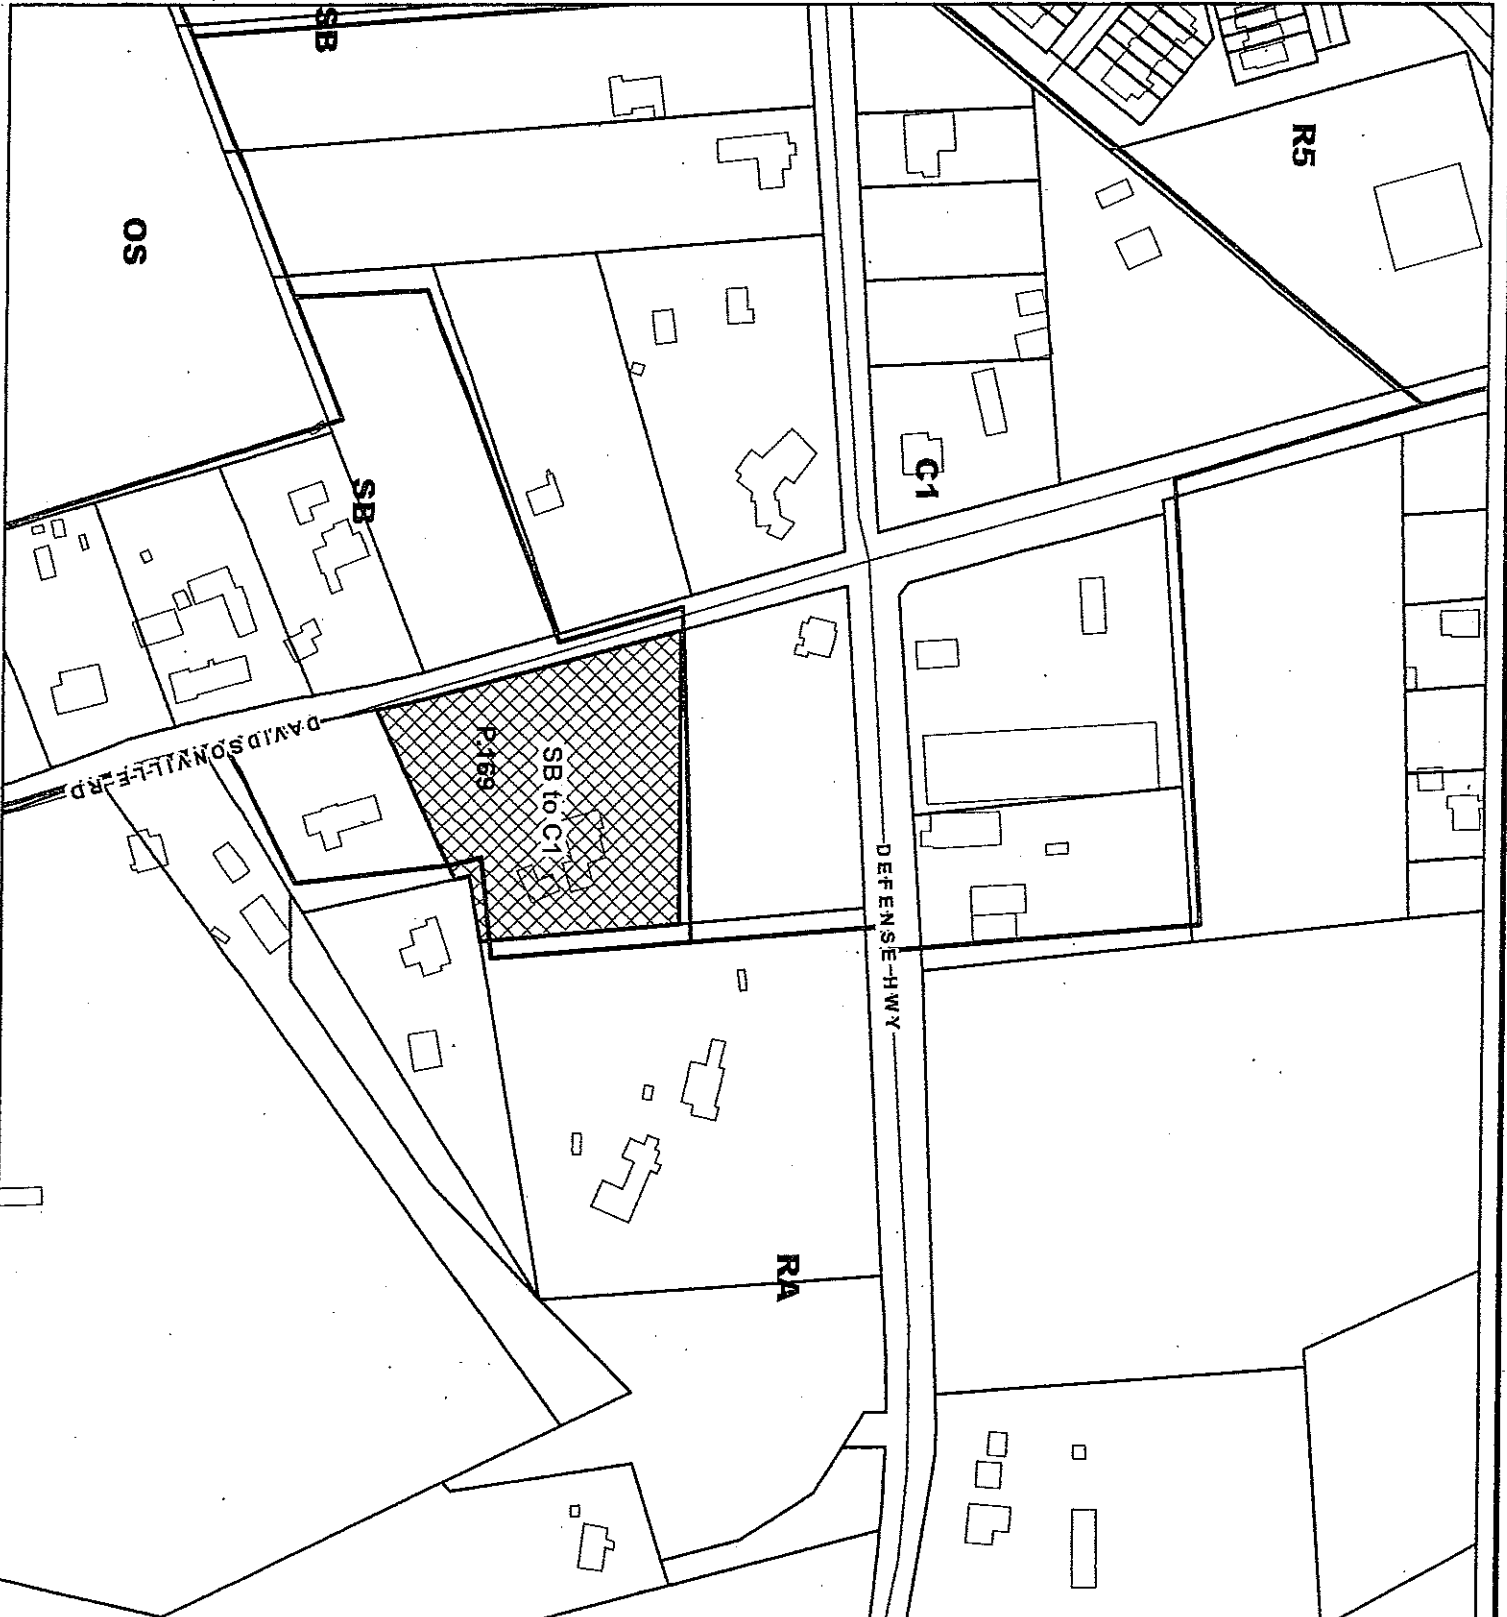 SB
R5
OS
C1
SB
DAVIDSONVILLE RD
P.169
SB to C1
DEFENSE HWY
RA